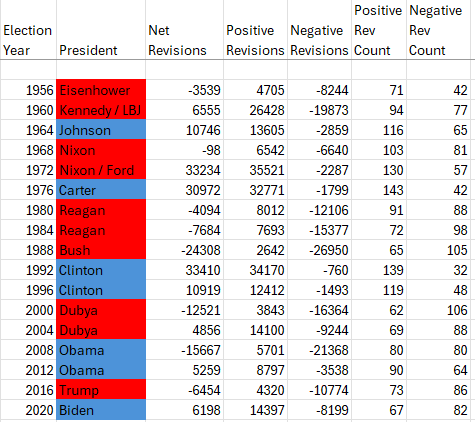 Election Year President Net Revisions Positive Revisions Negative Revisions Positive Rev Count Negative Rev Count
1956 Eisenhower -3539 4705 -8244 71 42
1960 Kennedy / LBJ 6555 26428 -19873 94 77
1964 Johnson 10746 13605 -2859 116 65
1968 Nixon -98 6542 -6640 103 81
1972 Nixon / Ford 33234 35521 -2287 130 57
1976 Carter 30972 32771 -1799 143 42
1980 Reagan -4094 8012 -12106 91 88
1984 Reagan -7684 7693 -15377 72 98
1988 Bush -24308 2642 -26950 65 105
1992 Clinton 33410 34170 -760 139 32
1996 Clinton 10919 12412 -1493 119 48
2000 Dubya -12521 3843 -16364 62 106
2004 Dubya 4856 14100 -9244 69 88
2008 Obama -15667 5701 -21368 80 80
2012 Obama 5259 8797 -3538 90 64
2016 Trump -6454 4320 -10774 73 86
2020 Biden 6198 14397 -8199 67 82